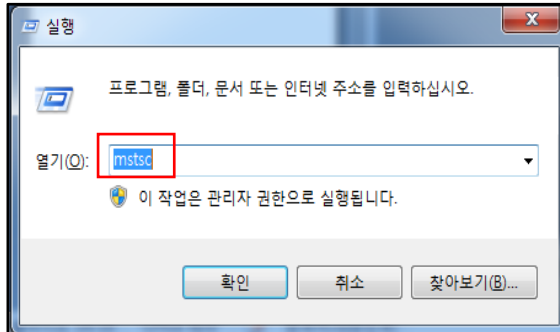 실행
프로그램, 폴더, 문서 또는 인터넷 주소를 입력하십시오.
열기(O): mstsc
이 작업은 관리자 권한으로 실행됩니다.
확인 취소 찾아보기(B)...